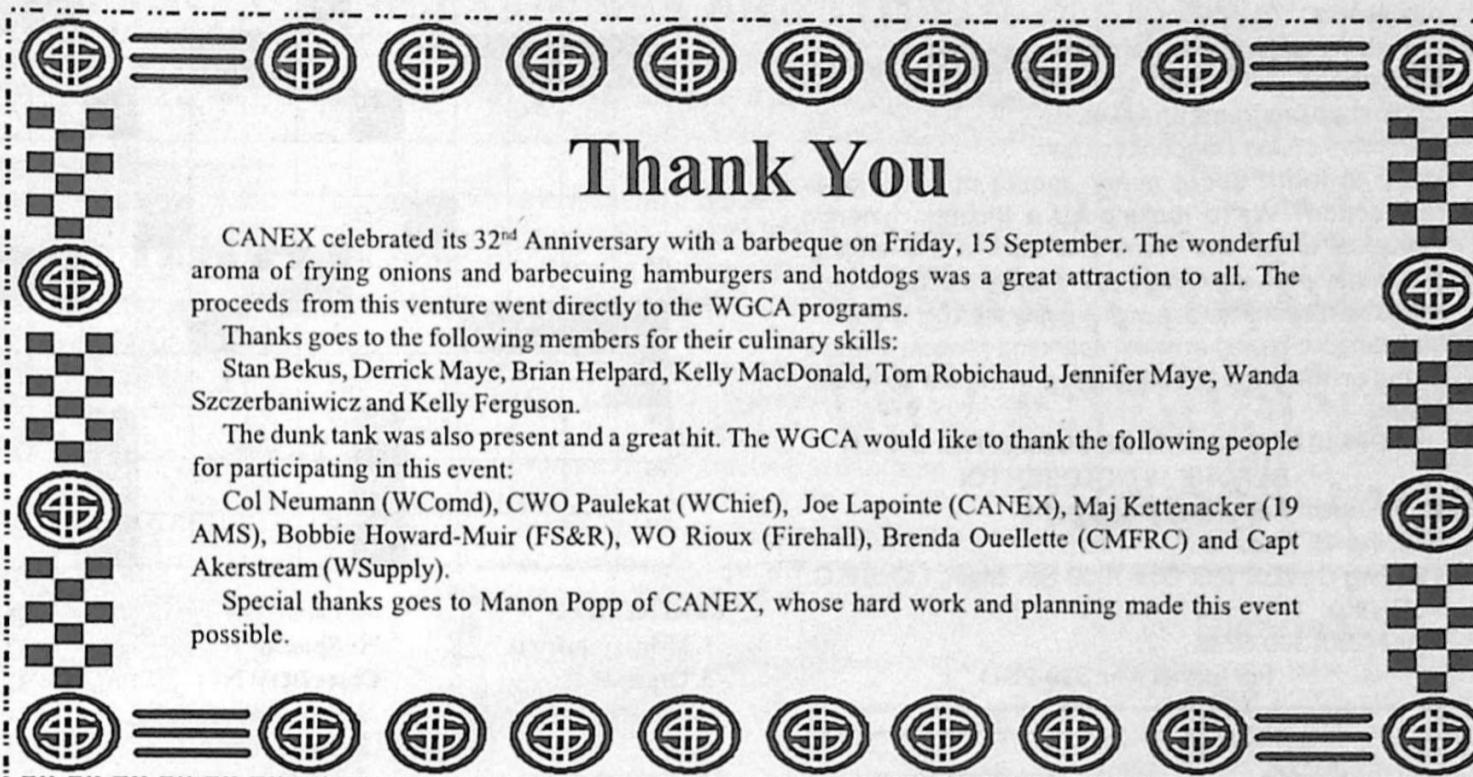 Thank You
CANEX celebrated its 32nd Anniversary with a barbeque on Friday, 15 September. The wonderful
aroma of frying onions and barbecuing hamburgers and hotdogs was a great attraction to all. The
proceeds from this venture went directly to the WGCA programs.
Thanks goes to the following members for their culinary skills:
Stan Bekus, Derrick Maye, Brian Helpard, Kelly MacDonald, Tom Robichaud, Jennifer Maye, Wanda
Szczerbaniwicz and Kelly Ferguson.
The dunk tank was also present and a great hit. The WGCA would like to thank the following people
for participating in this event:
Col Neumann (WComd), CWO Paulekat (WChief), Joe Lapointe (CANEX), Maj Kettenacker (19
AMS), Bobbie Howard-Muir (FS&R), WO Rioux (Firehall), Brenda Ouellette (CMFRC) and Capt
Akerstream (WSupply).
Special thanks goes to Manon Popp of CANEX, whose hard work and planning made this event
possible.